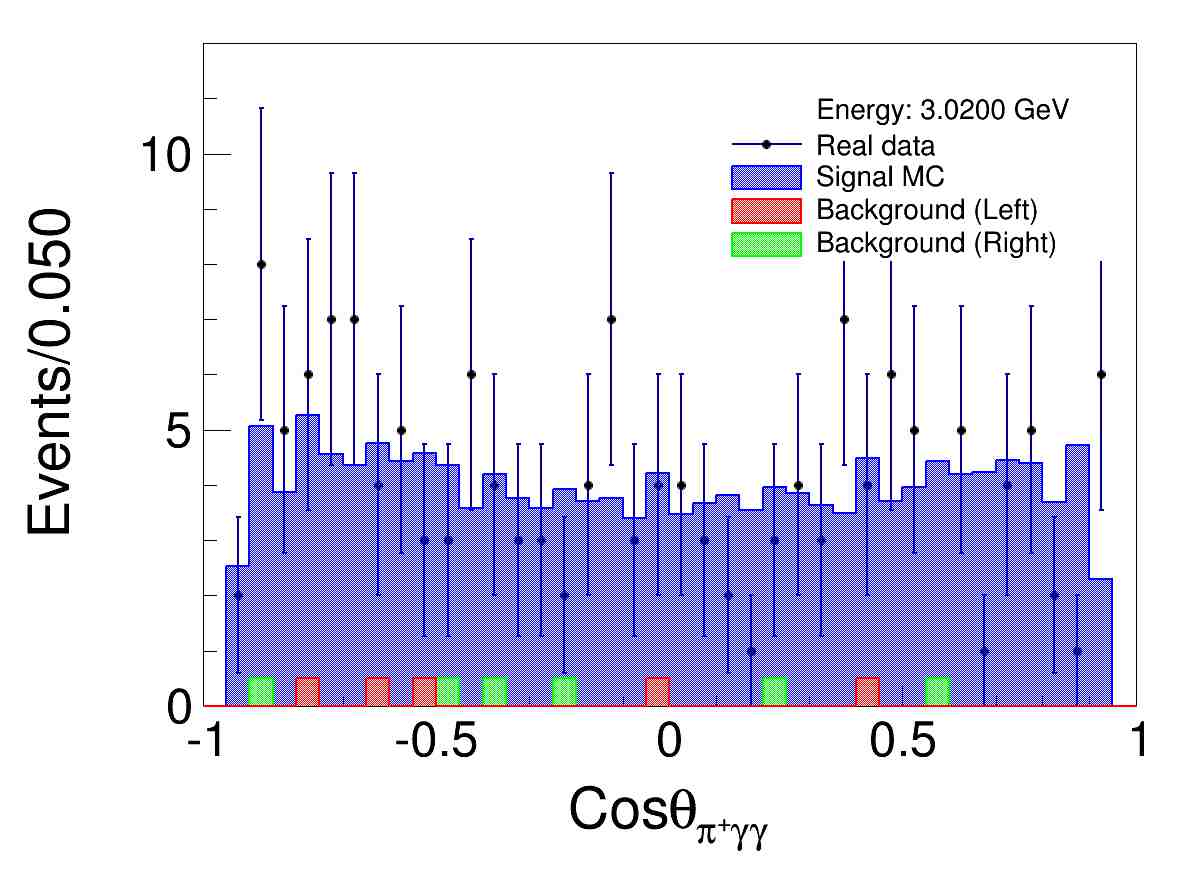 Energy: 3.0200 GeV
Real data
Signal MC
Background (Left)
Background (Right)
Events/0.050
10
5
0
-1 -0.5 0 0.5 1
Cosθπ⁺γγ